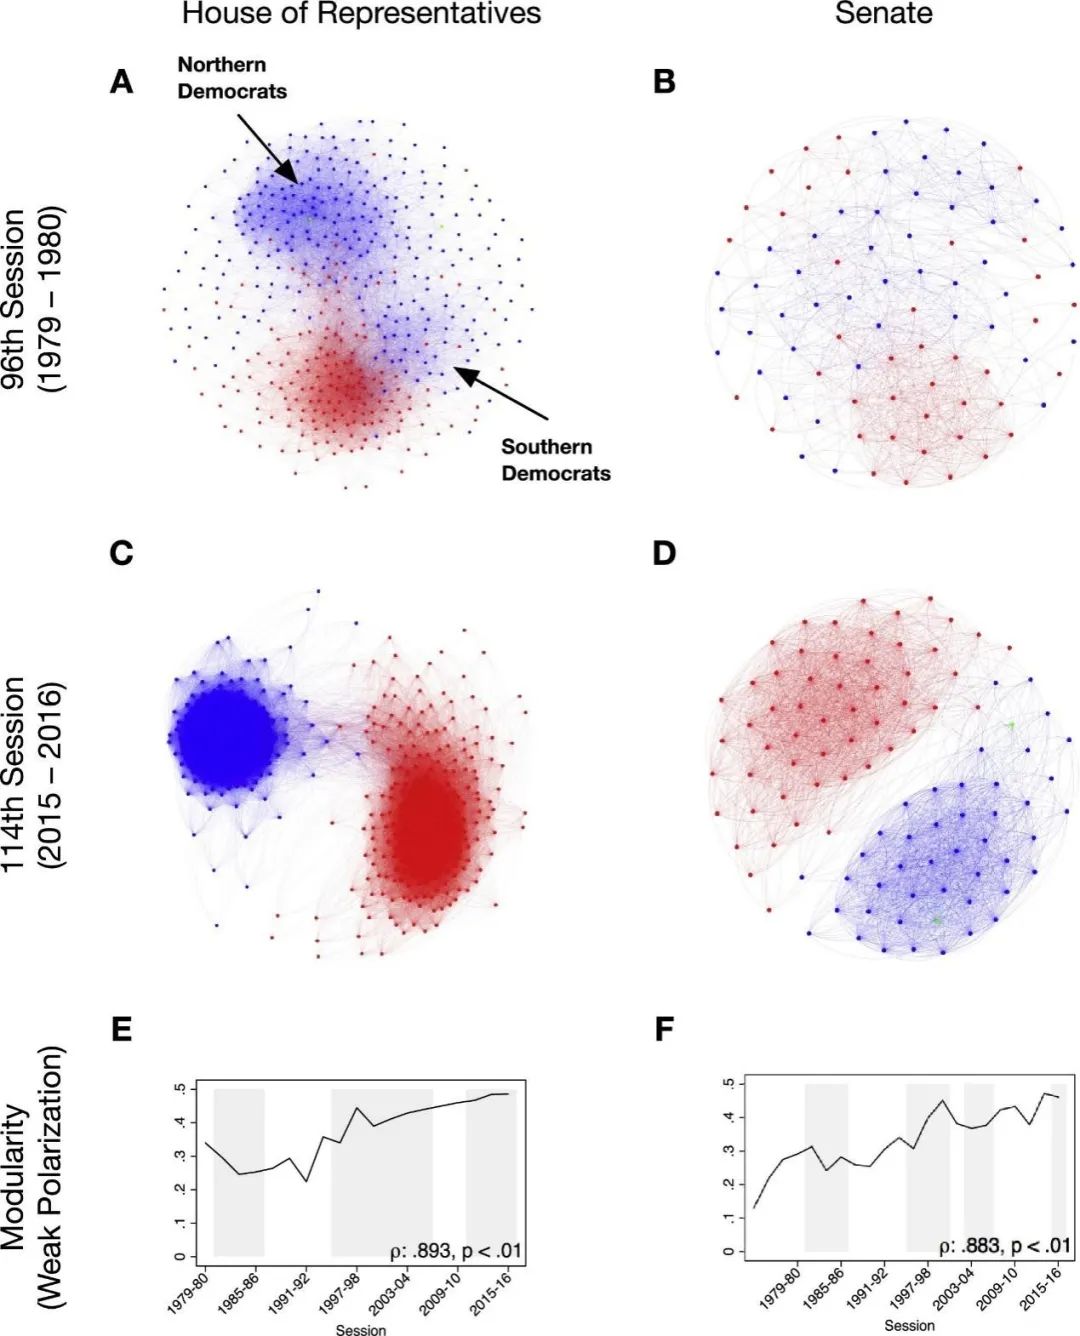 House of Representatives
Senate
A
Northern
Democrats
B
96th Session
(1979 – 1980)
Southern
Democrats
C
D
114th Session
(2015 – 2016)
E
F
Modularity
(Weak Polarization)
.5
.4
.3
.2
.1
0
ρ: .893, p < .01
1979-80
1985-86
1991-92
1997-98
2003-04
2009-10
2015-16
Session
.5
.4
.3
.2
.1
0
ρ: .883, p < .01
1979-80
1985-86
1991-92
1997-98
2003-04
2009-10
2015-16
Session